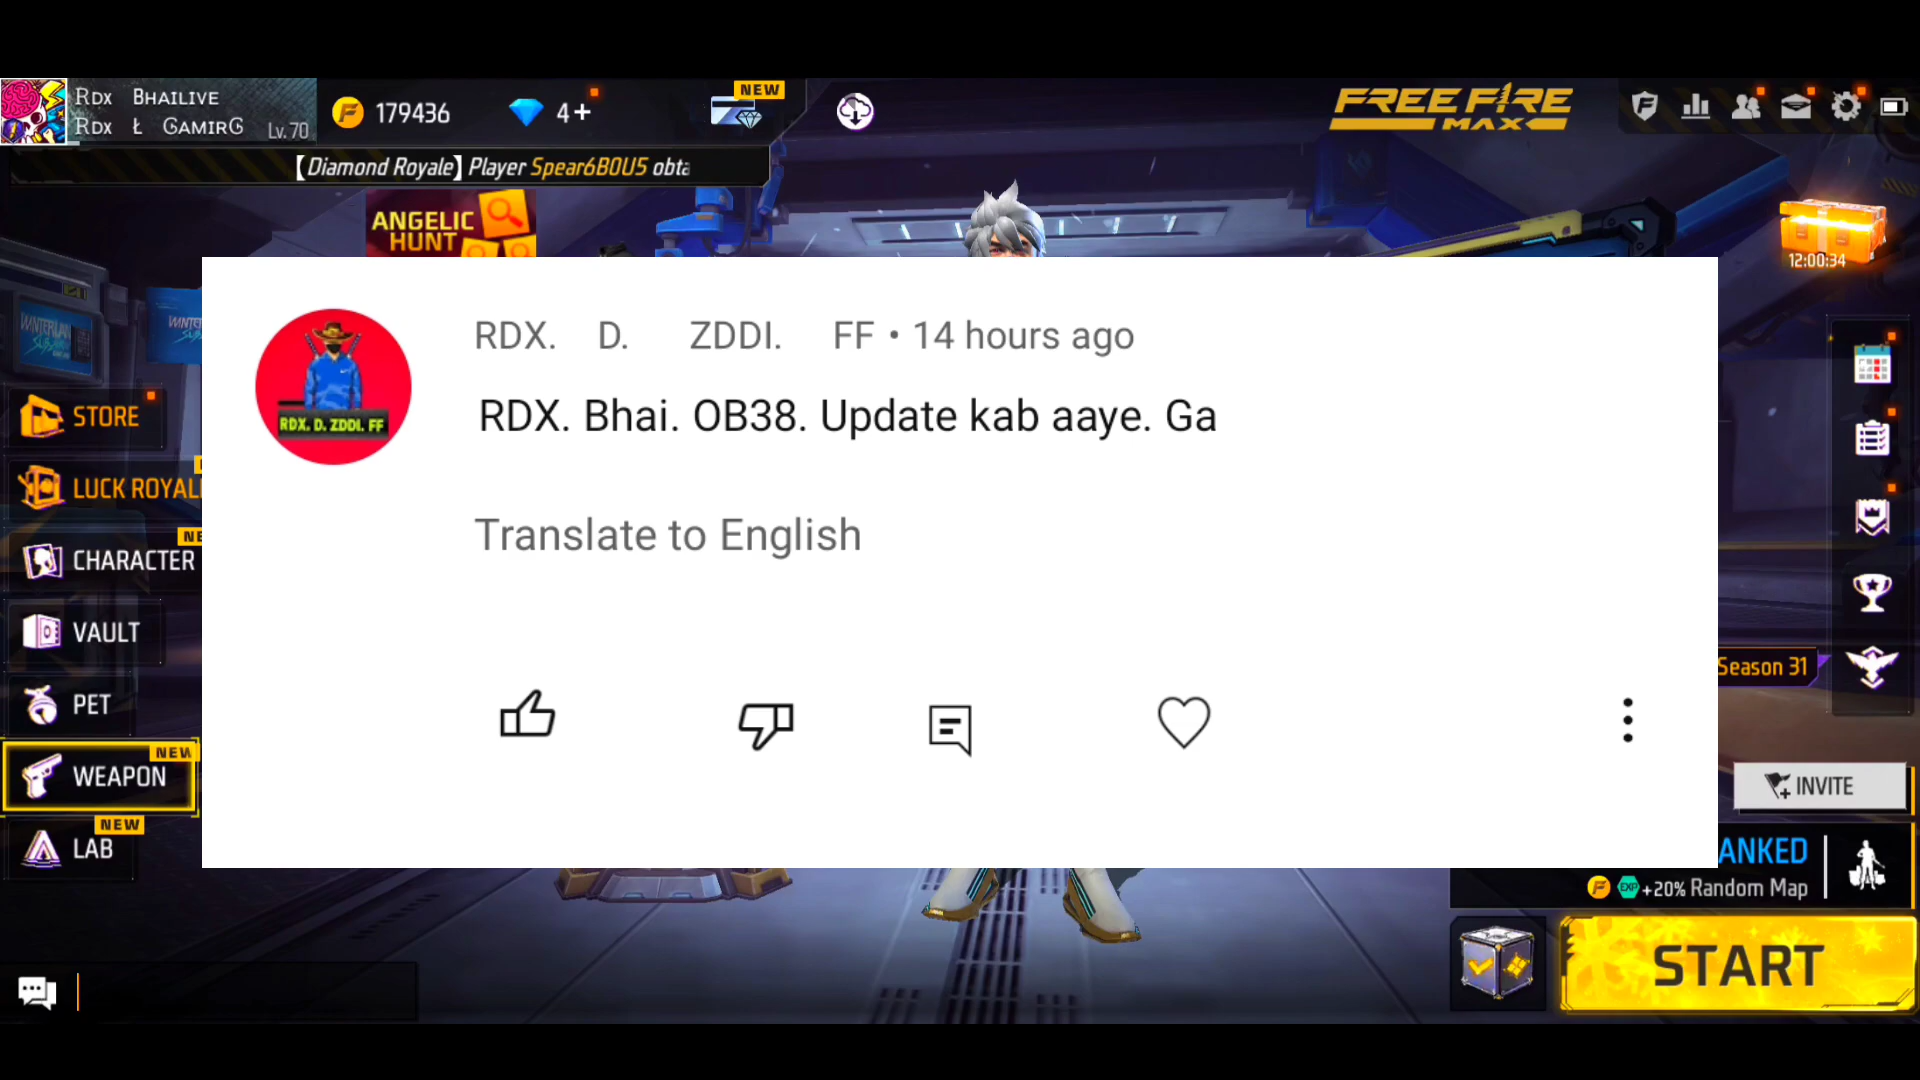 Rdx Bhailive
Rdx Ł GamirG Lv.70
179436
4+
NEW
FREE FIRE
MAX
【Diamond Royale】Player Spear6B0U5 obta
ANGELIC
HUNT
12:00:34
RDX. D. ZDDI. FF • 14 hours ago
RDX. Bhai. OB38. Update kab aaye. Ga
RDX. D. ZDDI. FF
Translate to English
STORE
LUCK ROYAL
NE
CHARACTER
VAULT
PET
NEW
WEAPON
NEW
LAB
Season 31
INVITE
ANKED
EXP +20% Random Map
START